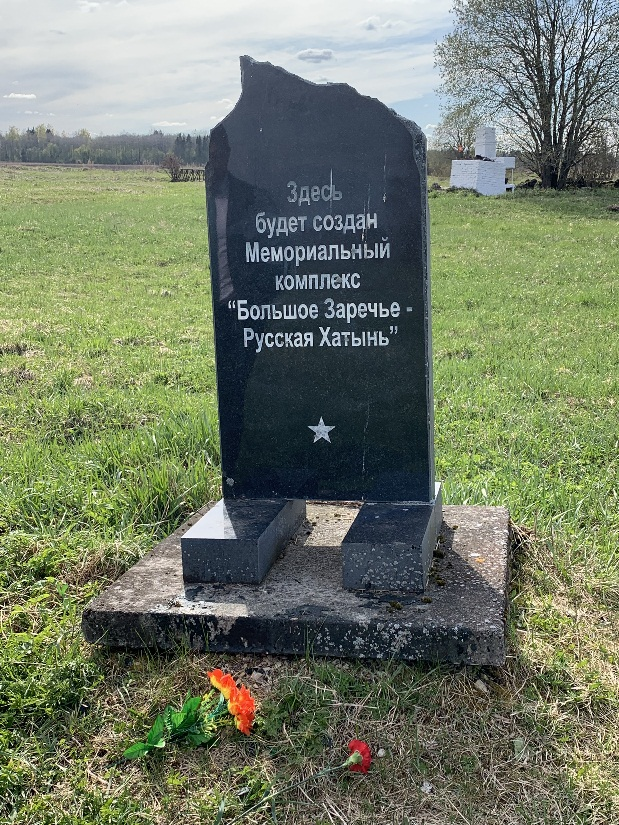 Здесь
будет создан
Мемориальный
комплекс
“Большое Заречье -
Русская Хатынь”